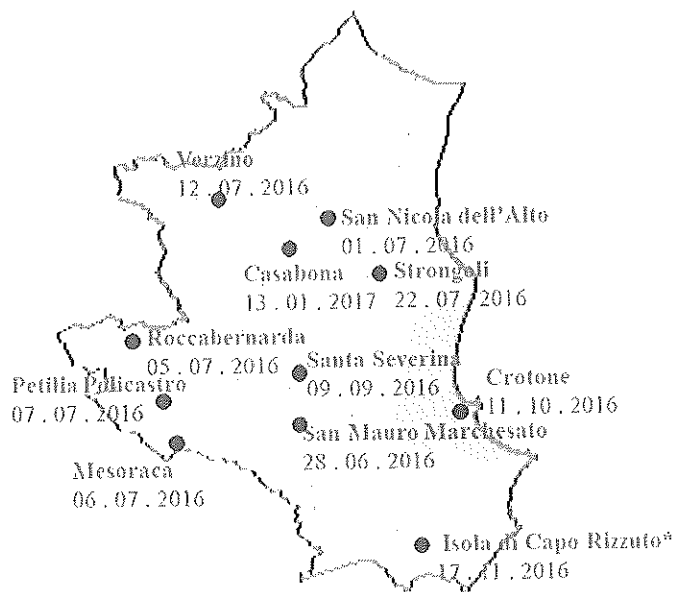 Verzino
12.07.2016
San Nicola dell'Alto
01.07.2016
Casabona
13.01.2017
Strongoli
22.07.2016
Roccabernarda
05.07.2016
Santa Severina
09.09.2016
Petilia Policastro
07.07.2016
Crotone
11.10.2016
San Mauro Marchesato
28.06.2016
Mesoraca
06.07.2016
Isola di Capo Rizzuto*
17.11.2016